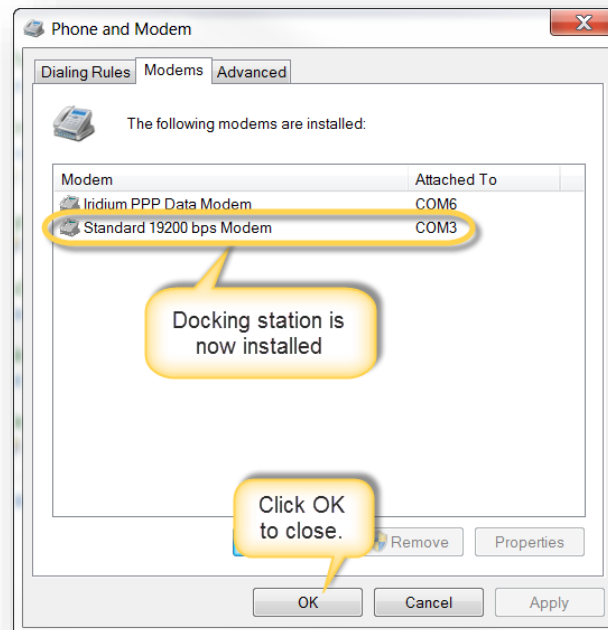 Phone and Modem
Dialing Rules Modems Advanced
The following modems are installed:
Modem Attached To
Iridium PPP Data Modem COM6
Standard 19200 bps Modem COM3
Docking station is
now installed
Click OK
to close.
Remove Properties
OK Cancel Apply